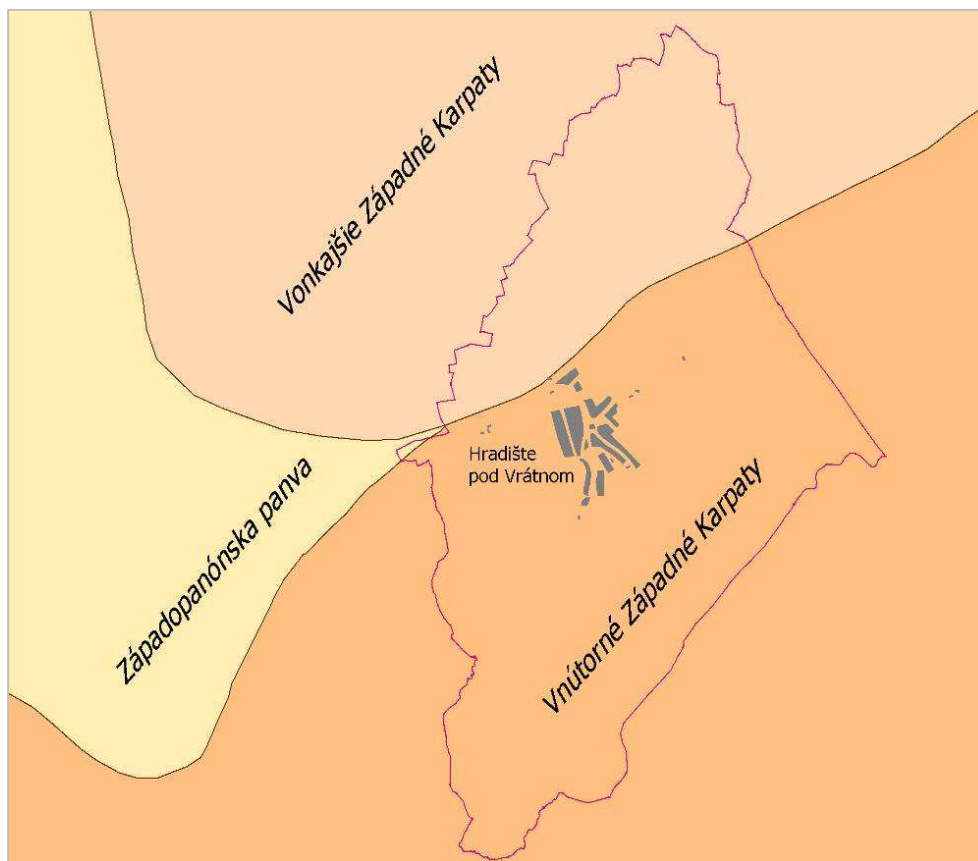 Vonkajšie Západné Karpaty
Hradište
pod Vrátnom
Západopanónska panva
Vnútorné Západné Karpaty